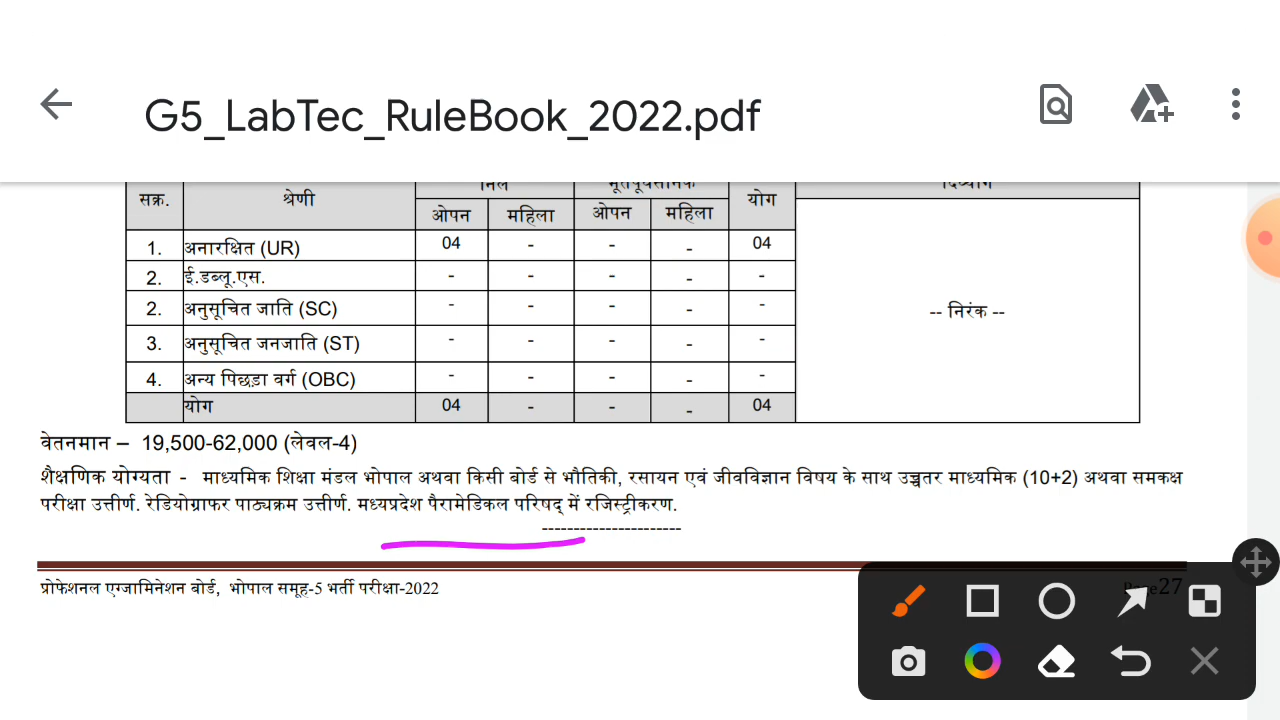 G5_LabTec_RuleBook_2022.pdf
सक्र. श्रेणी योग
ओपन महिला ओपन महिला
1. अनारक्षित (UR) 04 - - - 04
2. ई.डब्लू.एस. - - - - -
2. अनुसूचित जाति (SC) - - - - -
-- निरंक --
3. अनुसूचित जनजाति (ST) - - - - -
4. अन्य पिछड़ा वर्ग (OBC) - - - - -
योग 04 - - - 04
वेतनमान – 19,500-62,000 (लेवल-4)
शैक्षणिक योग्यता - माध्यमिक शिक्षा मंडल भोपाल अथवा किसी बोर्ड से भौतिकी, रसायन एवं जीवविज्ञान विषय के साथ उच्चतर माध्यमिक (10+2) अथवा समकक्ष
परीक्षा उत्तीर्ण. रेडियोग्राफर पाठ्यक्रम उत्तीर्ण. मध्यप्रदेश पैरामेडिकल परिषद् में रजिस्ट्रीकरण.
----------------------
प्रोफेशनल एग्जामिनेशन बोर्ड, भोपाल समूह-5 भर्ती परीक्षा-2022 Page27